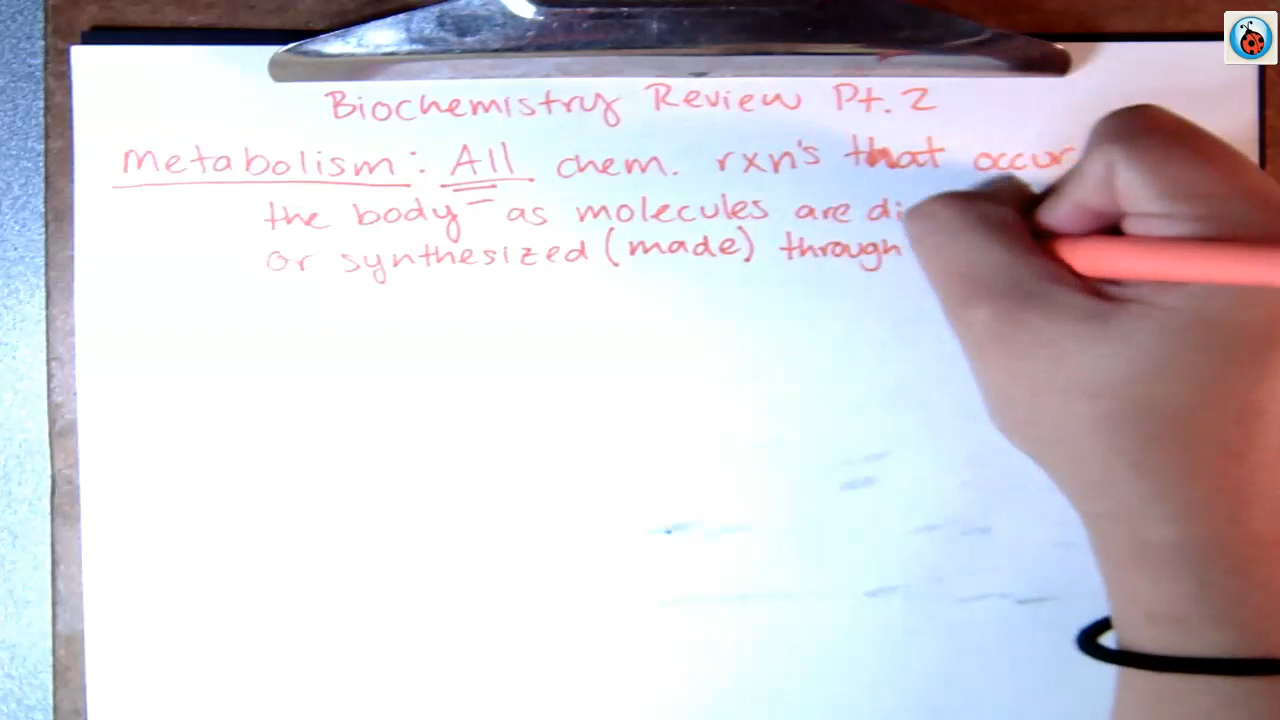 Biochemistry Review Pt. 2
Metabolism: All chem. rxn's that occur
the body as molecules are
or synthesized (made) through